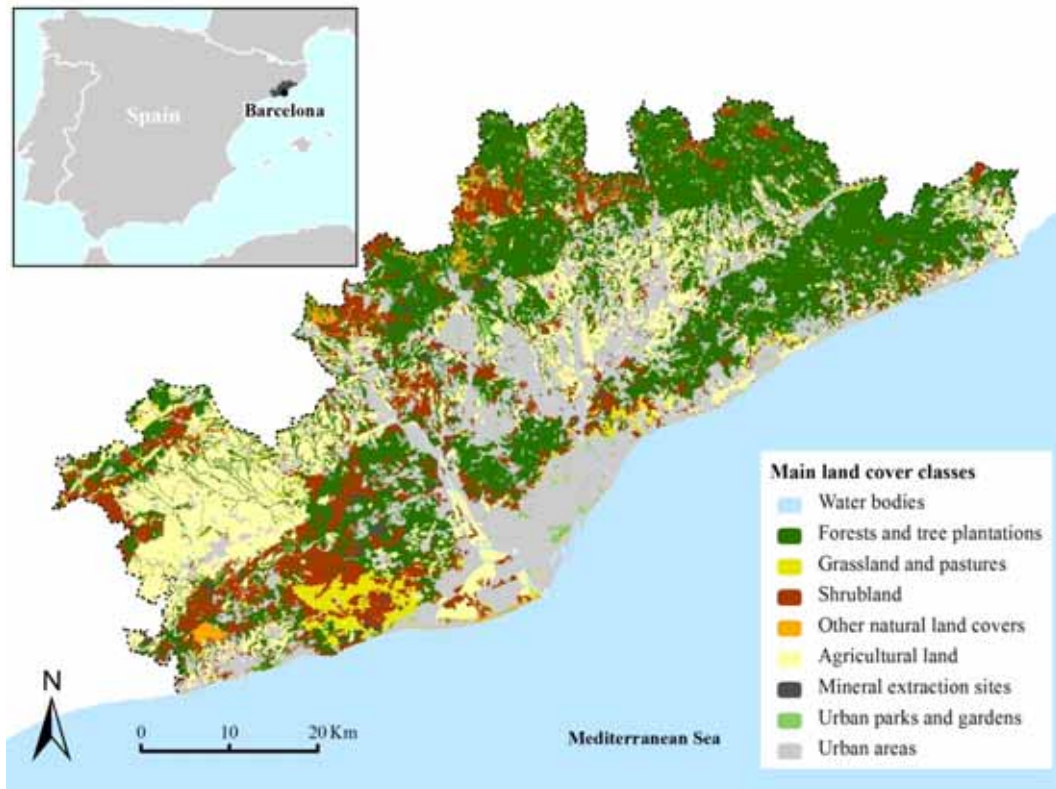 Spain
Barcelona
Main land cover classes
Water bodies
Forests and tree plantations
Grassland and pastures
Shrubland
Other natural land covers
Agricultural land
Mineral extraction sites
Urban parks and gardens
Urban areas
N
0 10 20 Km
Mediterranean Sea